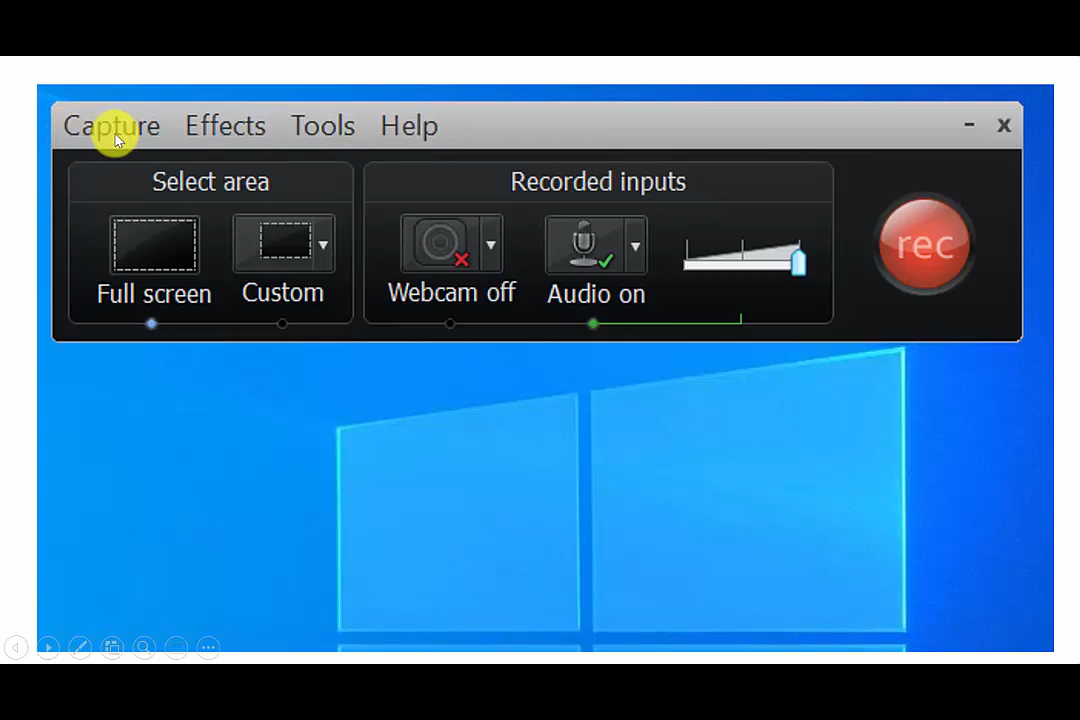 Capture Effects Tools Help - x
Select area Recorded inputs
rec
Full screen Custom Webcam off Audio on